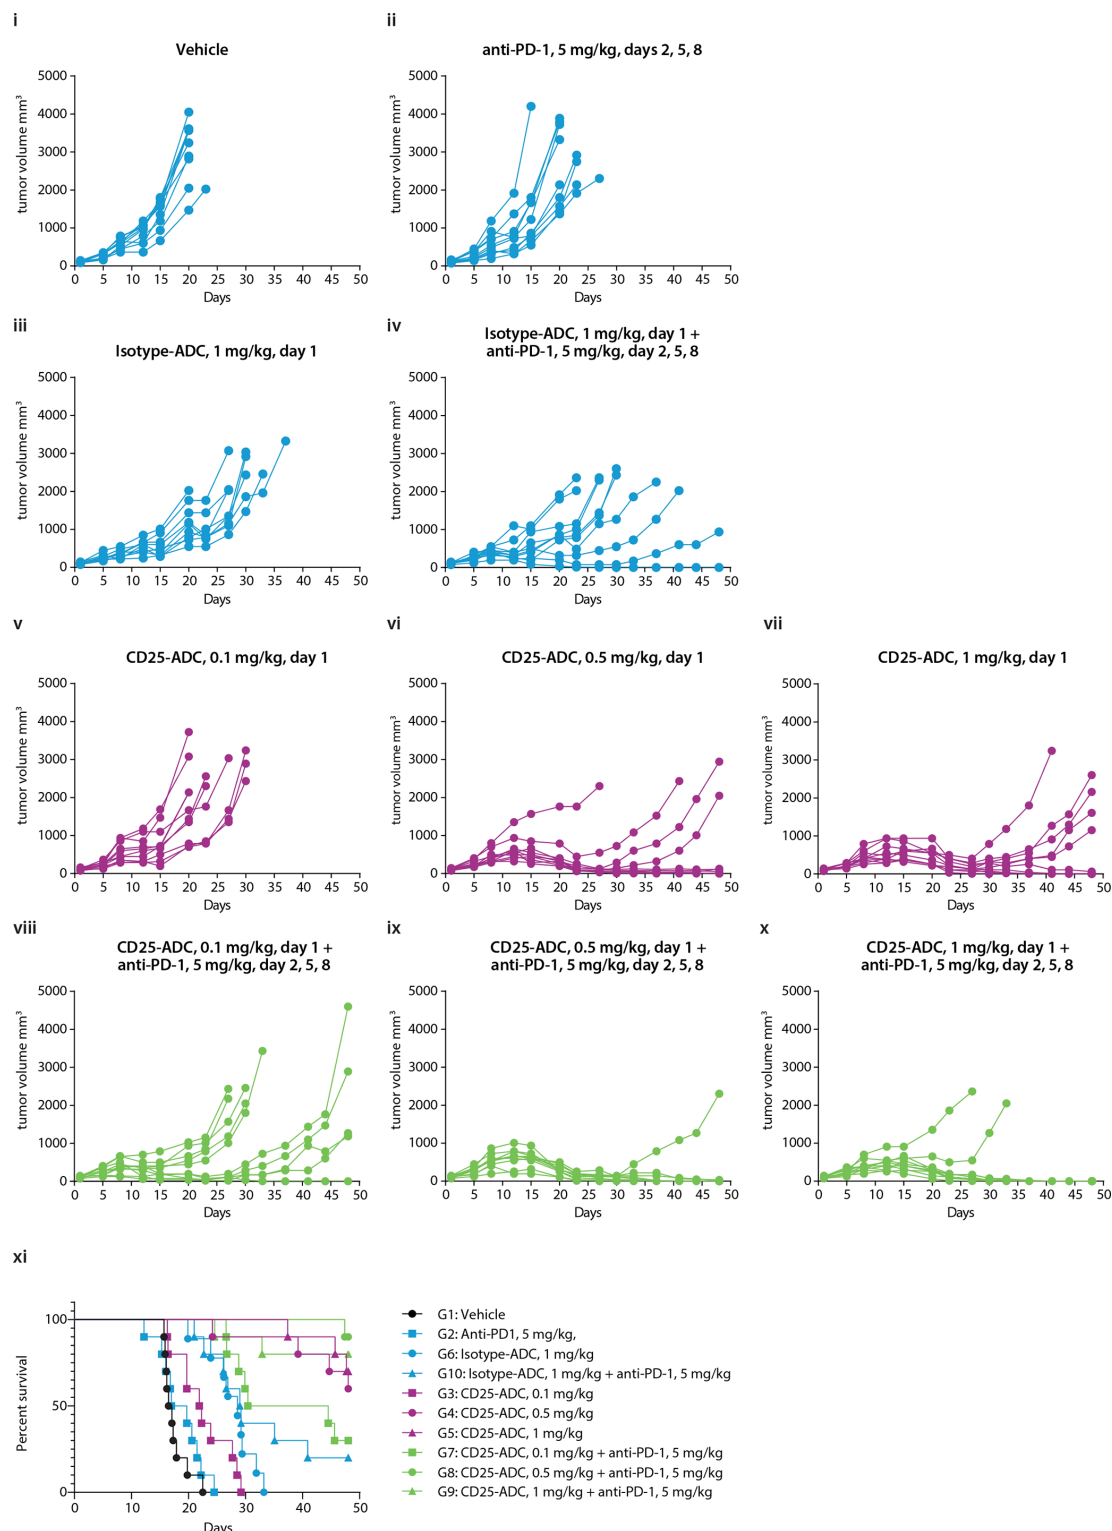 i
Vehicle
5000
4000
3000
2000
1000
0
tumor volume mm³
0 5 10 15 20 25 30 35 40 45 50
Days
ii
anti-PD-1, 5 mg/kg, days 2, 5, 8
5000
4000
3000
2000
1000
0
tumor volume mm³
0 5 10 15 20 25 30 35 40 45 50
Days
iii
Isotype-ADC, 1 mg/kg, day 1
5000
4000
3000
2000
1000
0
tumor volume mm³
0 5 10 15 20 25 30 35 40 45 50
Days
iv
Isotype-ADC, 1 mg/kg, day 1 +
anti-PD-1, 5 mg/kg, day 2, 5, 8
5000
4000
3000
2000
1000
0
tumor volume mm³
0 5 10 15 20 25 30 35 40 45 50
Days
v
CD25-ADC, 0.1 mg/kg, day 1
5000
4000
3000
2000
1000
0
tumor volume mm³
0 5 10 15 20 25 30 35 40 45 50
Days
vi
CD25-ADC, 0.5 mg/kg, day 1
5000
4000
3000
2000
1000
0
tumor volume mm³
0 5 10 15 20 25 30 35 40 45 50
Days
vii
CD25-ADC, 1 mg/kg, day 1
5000
4000
3000
2000
1000
0
tumor volume mm³
0 5 10 15 20 25 30 35 40 45 50
Days
viii
CD25-ADC, 0.1 mg/kg, day 1 +
anti-PD-1, 5 mg/kg, day 2, 5, 8
5000
4000
3000
2000
1000
0
tumor volume mm³
0 5 10 15 20 25 30 35 40 45 50
Days
ix
CD25-ADC, 0.5 mg/kg, day 1 +
anti-PD-1, 5 mg/kg, day 2, 5, 8
5000
4000
3000
2000
1000
0
tumor volume mm³
0 5 10 15 20 25 30 35 40 45 50
Days
x
CD25-ADC, 1 mg/kg, day 1 +
anti-PD-1, 5 mg/kg, day 2, 5, 8
5000
4000
3000
2000
1000
0
tumor volume mm³
0 5 10 15 20 25 30 35 40 45 50
Days
xi
100
50
0
Percent survival
0 10 20 30 40 50
Days
G1: Vehicle
G2: Anti-PD1, 5 mg/kg,
G6: Isotype-ADC, 1 mg/kg
G10: Isotype-ADC, 1 mg/kg + anti-PD-1, 5 mg/kg
G3: CD25-ADC, 0.1 mg/kg
G4: CD25-ADC, 0.5 mg/kg
G5: CD25-ADC, 1 mg/kg
G7: CD25-ADC, 0.1 mg/kg + anti-PD-1, 5 mg/kg
G8: CD25-ADC, 0.5 mg/kg + anti-PD-1, 5 mg/kg
G9: CD25-ADC, 1 mg/kg + anti-PD-1, 5 mg/kg